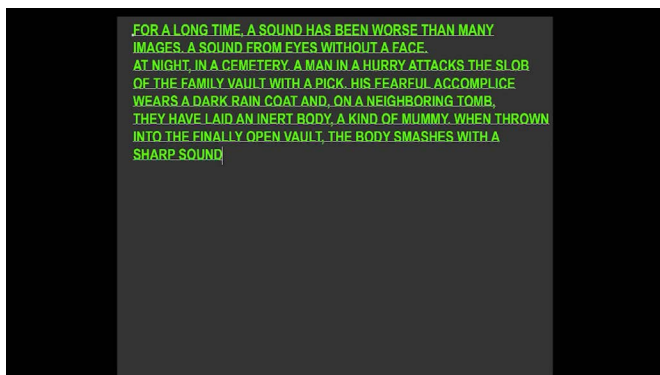 FOR A LONG TIME, A SOUND HAS BEEN WORSE THAN MANY
IMAGES. A SOUND FROM EYES WITHOUT A FACE.
AT NIGHT, IN A CEMETERY. A MAN IN A HURRY ATTACKS THE SLOB
OF THE FAMILY VAULT WITH A PICK. HIS FEARFUL ACCOMPLICE
WEARS A DARK RAIN COAT AND, ON A NEIGHBORING TOMB,
THEY HAVE LAID AN INERT BODY, A KIND OF MUMMY. WHEN THROWN
INTO THE FINALLY OPEN VAULT, THE BODY SMASHES WITH A
SHARP SOUND